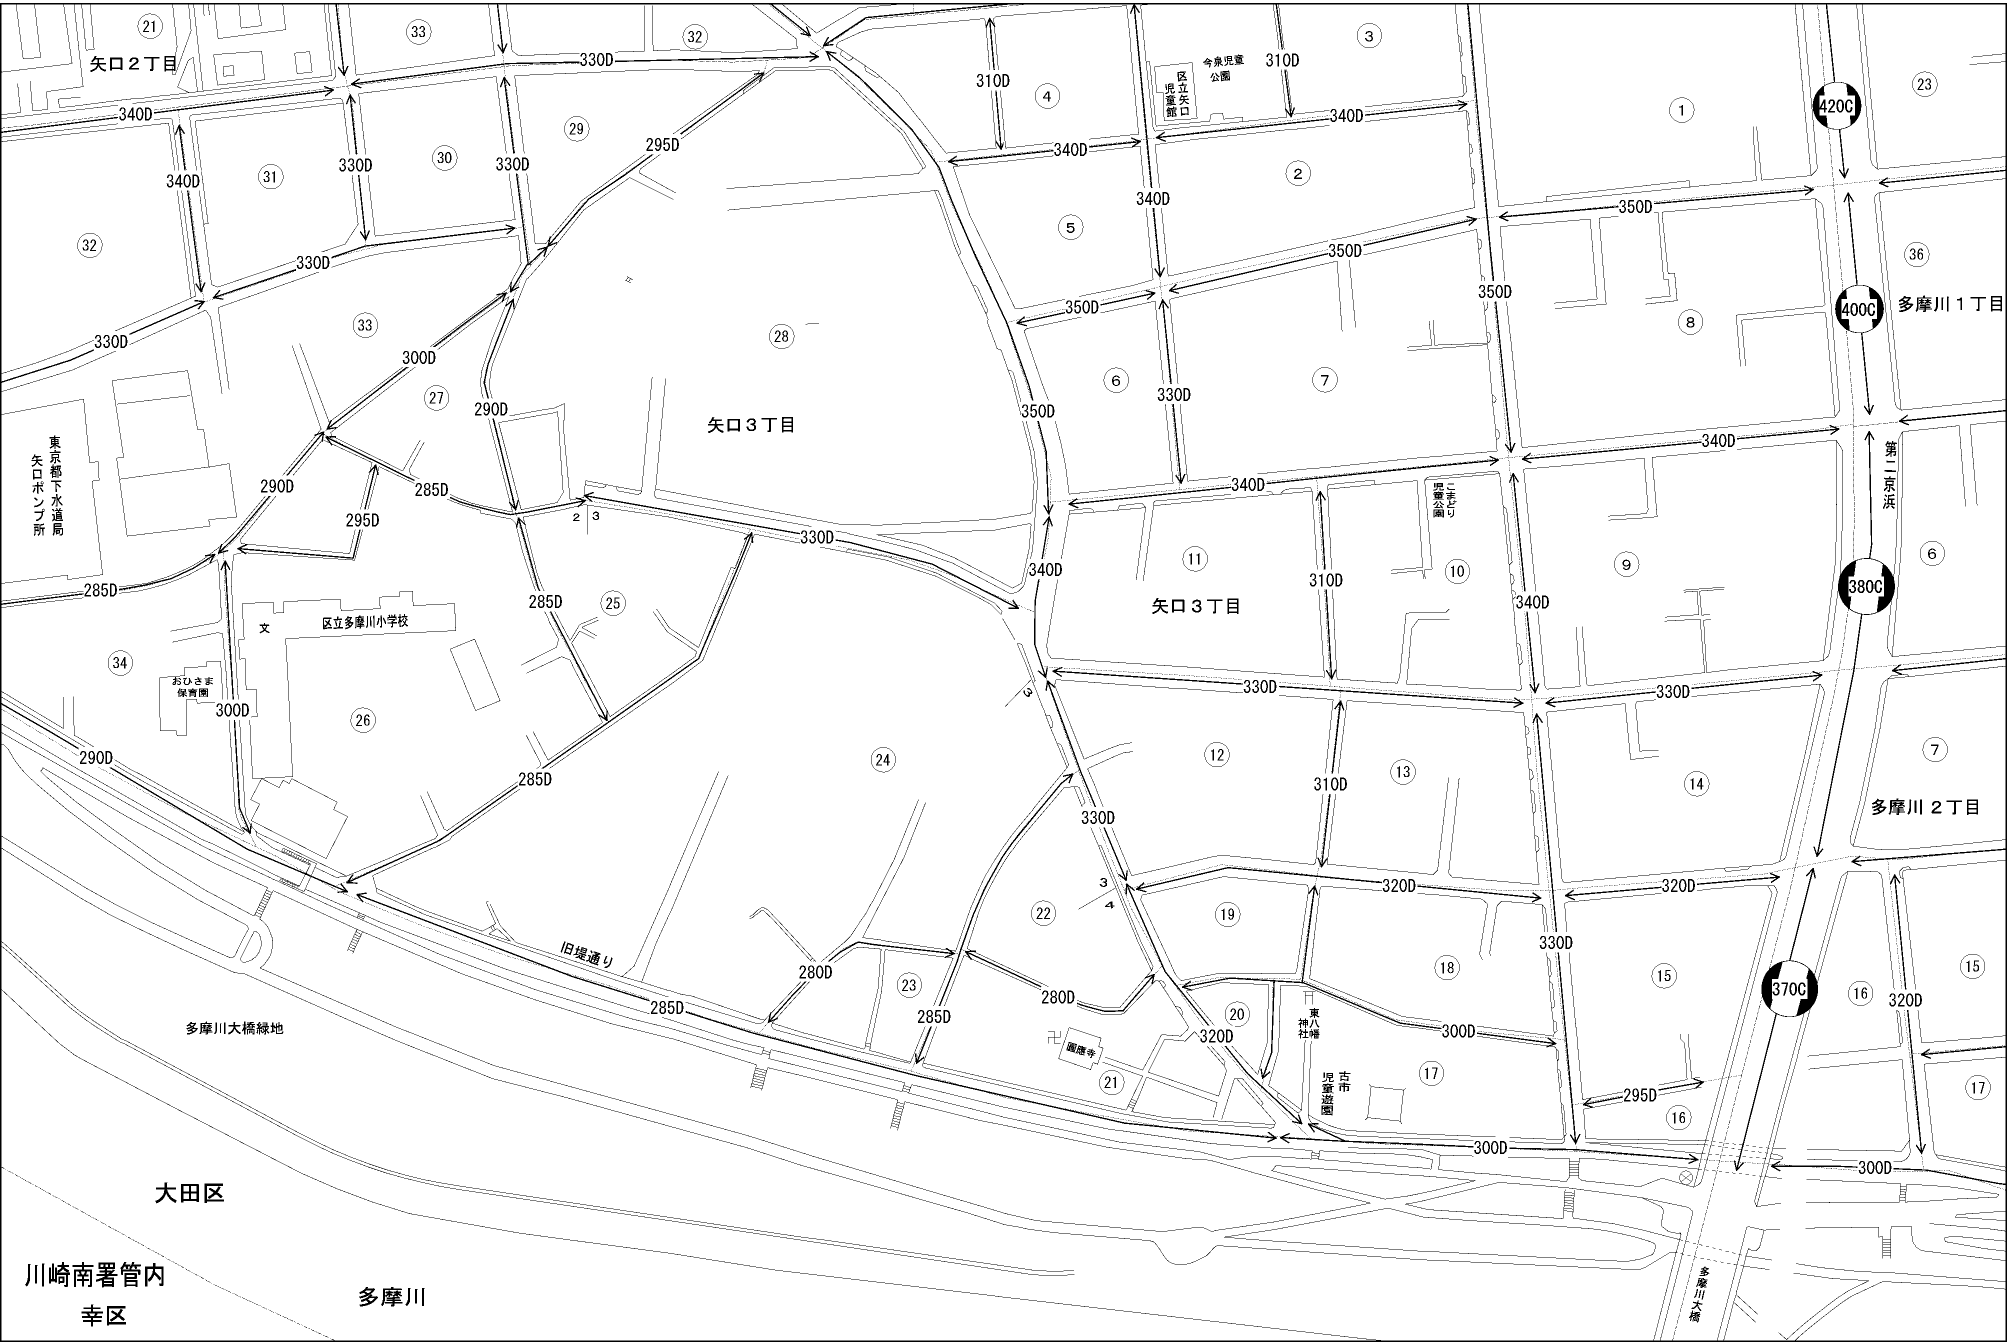 21
33
32
3
矢口2丁目
330D
310D
今泉児童
公園
区立矢口
児童館
310D
4
1
420C
23
340D
29
340D
340D
330D
30
330D
295D
31
340D
2
340D
350D
32
5
36
330D
350D
350D
350D
400C
多摩川1丁目
330D
33
28
8
300D
6
7
330D
27
290D
350D
矢口3丁目
340D
東京都下水道局
矢口ポンプ所
290D
285D
340D
こまどり
児童公園
第二京浜
295D
2
3
330D
11
10
9
6
340D
310D
285D
380C
285D
25
矢口3丁目
340D
区立多摩川小学校
文
34
おひさま
保育園
300D
26
3
330D
330D
290D
24
12
13
14
7
285D
310D
多摩川2丁目
330D
3
4
320D
320D
22
19
旧堤通り
280D
23
280D
330D
18
15
370C
16
15
285D
285D
320D
多摩川大橋緑地
20
東八幡
神社
300D
320D
卍
圓應寺
21
17
古市
児童遊園
295D
16
17
300D
300D
大田区
川崎南署管内
幸区
多摩川
多摩川大橋